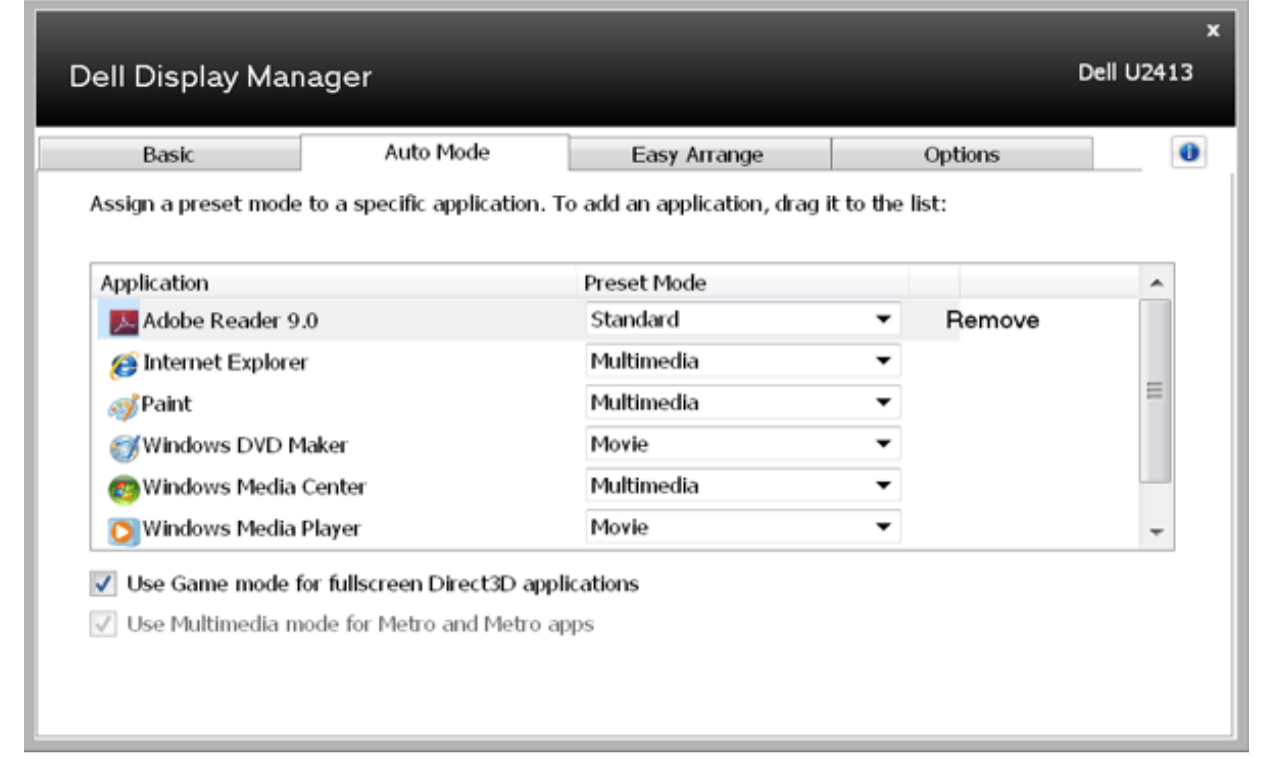 x
Dell Display Manager
Dell U2413
Basic
Auto Mode
Easy Arrange
Options
Assign a preset mode to a specific application. To add an application, drag it to the list:
Application Preset Mode
Adobe Reader 9.0 Standard Remove
Internet Explorer Multimedia
Paint Multimedia
Windows DVD Maker Movie
Windows Media Center Multimedia
Windows Media Player Movie
Use Game mode for fullscreen Direct3D applications
Use Multimedia mode for Metro and Metro apps